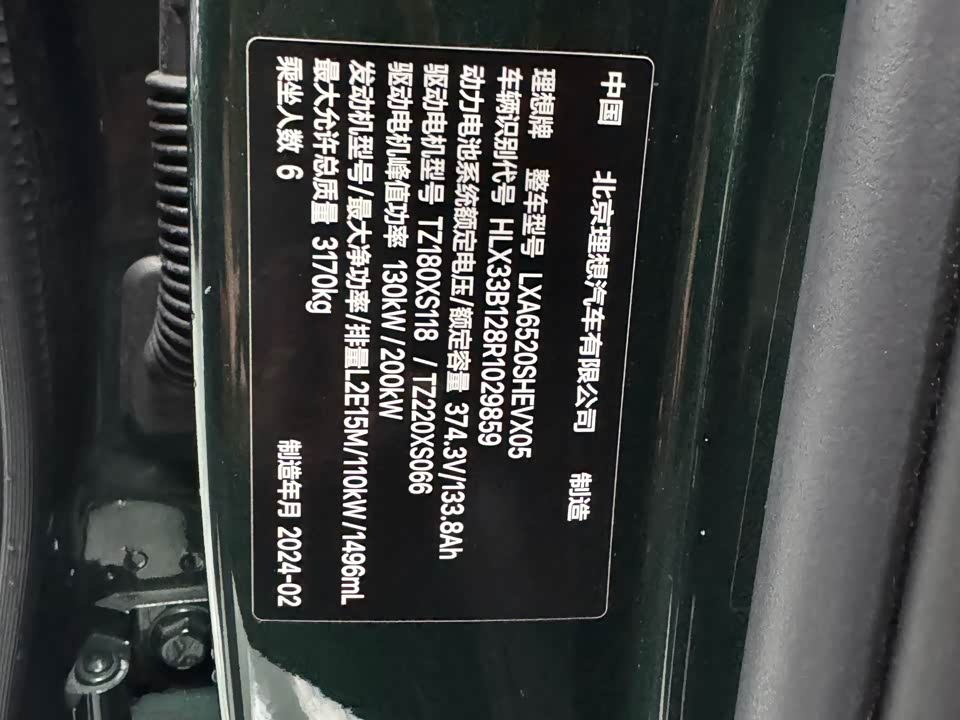 中国 北京理想汽车有限公司 制造
理想牌 整车型号 LXA6520SHEVX05
车辆识别代号 HLX33B128R1029859
动力电池系统额定电压/额定容量 374.3V/133.8Ah
驱动电机型号 TZ180XS118 /TZ220XS066
驱动电机峰值功率 130kW/200kW
发动机型号/最大净功率/排量L2E15M/110kW/1496mL
最大允许总质量 3170kg
乘坐人数 6 制造年月 2024-02